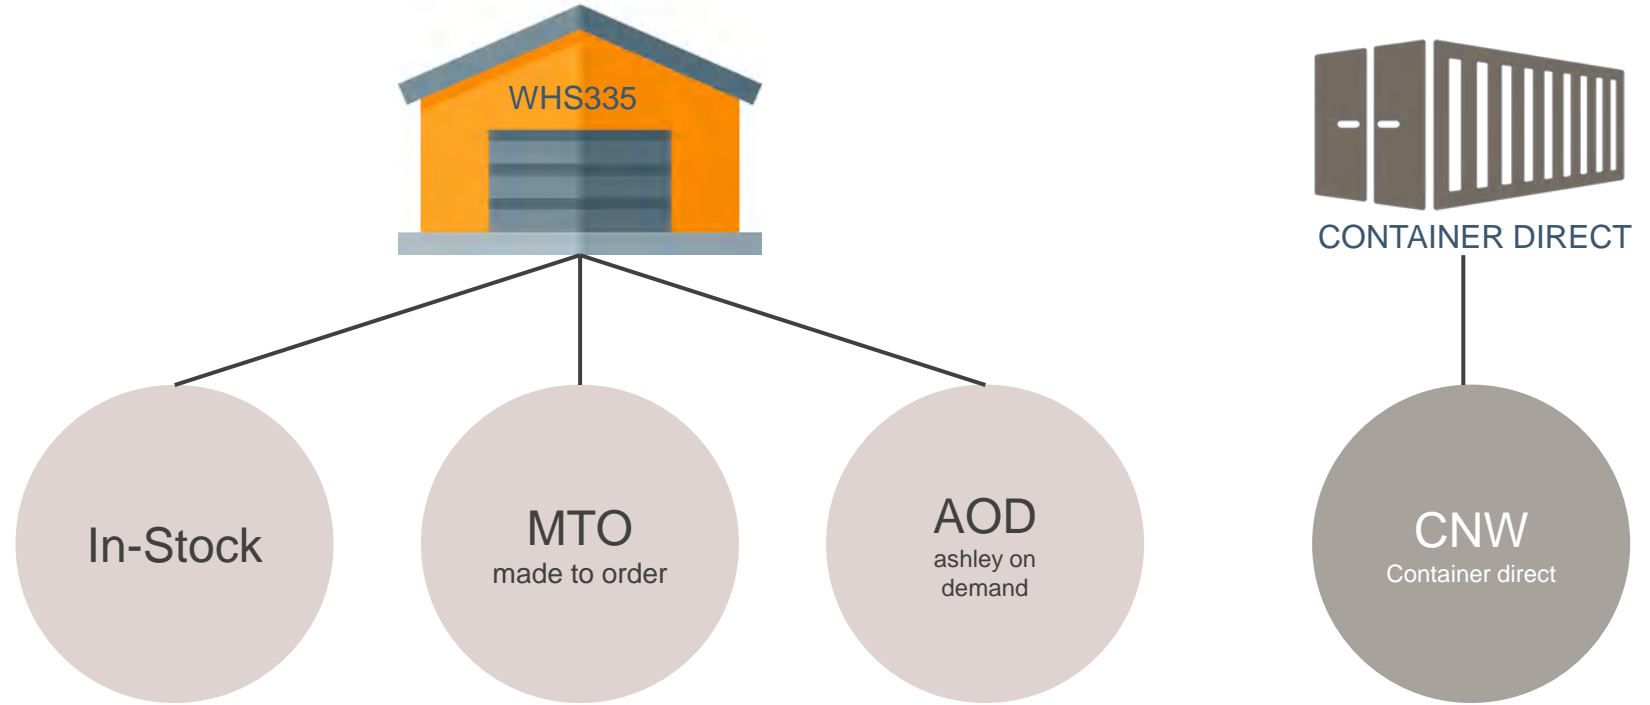 WHS335
CONTAINER DIRECT
In-Stock
MTO
made to order
AOD
ashley on
demand
CNW
Container direct